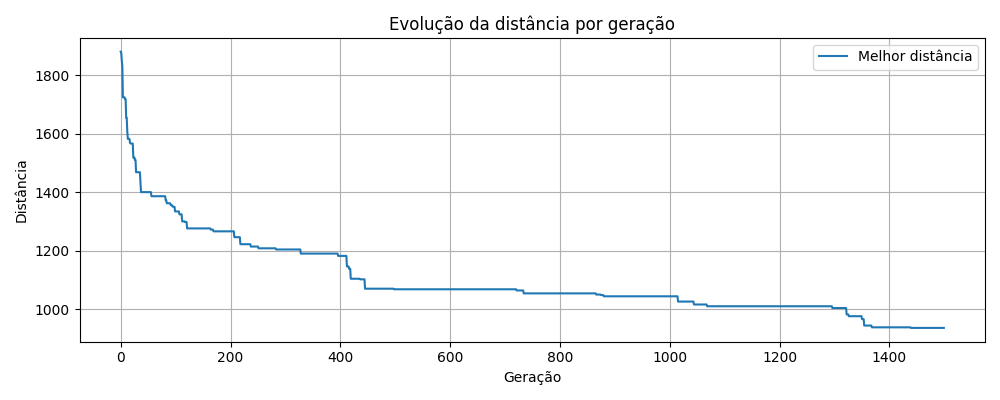 Evolução da distância por geração
Melhor distância
Distância
1800
1600
1400
1200
1000
0 200 400 600 800 1000 1200 1400
Geração